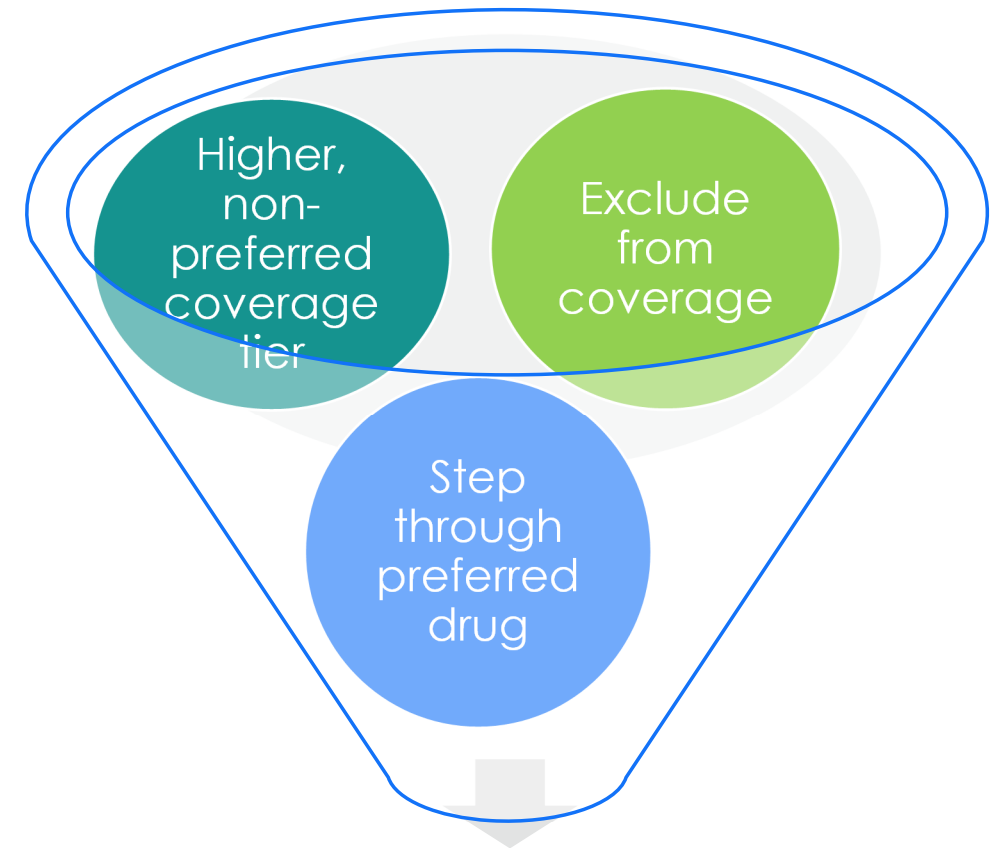 Higher,
non-
preferred
coverage
tier
Exclude
from
coverage
Step
through
preferred
drug